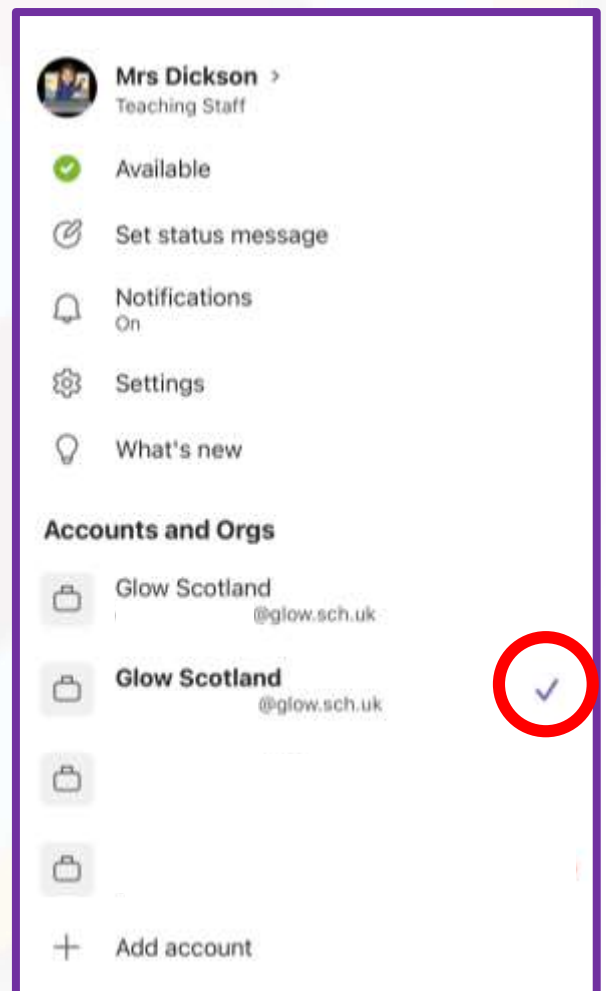 Mrs Dickson >
Teaching Staff
Available
Set status message
Notifications
On
Settings
What's new
Accounts and Orgs
Glow Scotland
@glow.sch.uk
Glow Scotland
@glow.sch.uk
Add account